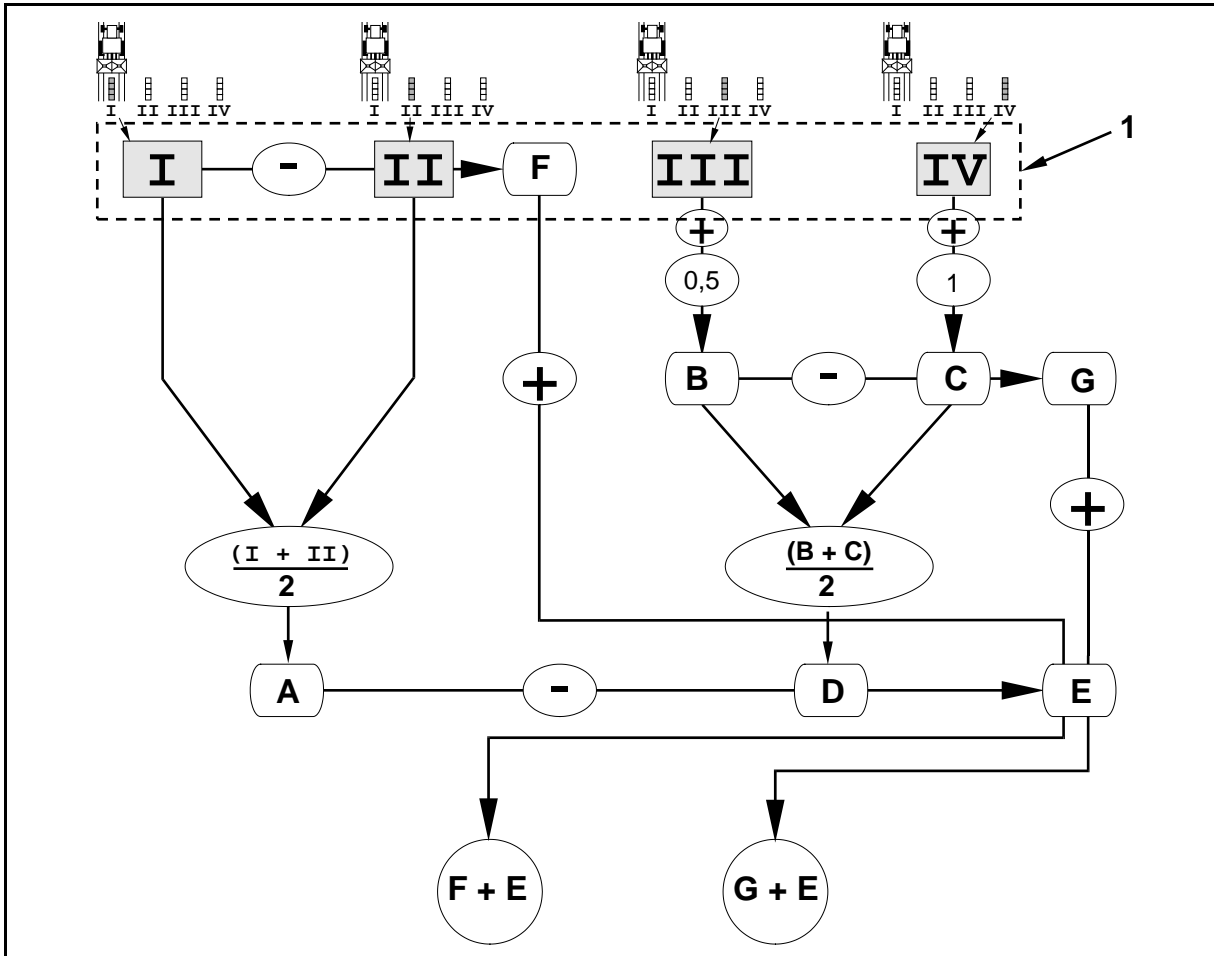 I II III IV
I II III IV
I II III IV
I II III IV
1
I - II F III IV
+ +
0,5 1
+ B - C G
+
(I + II)
2
(B + C)
2
A - D E
F + E G + E